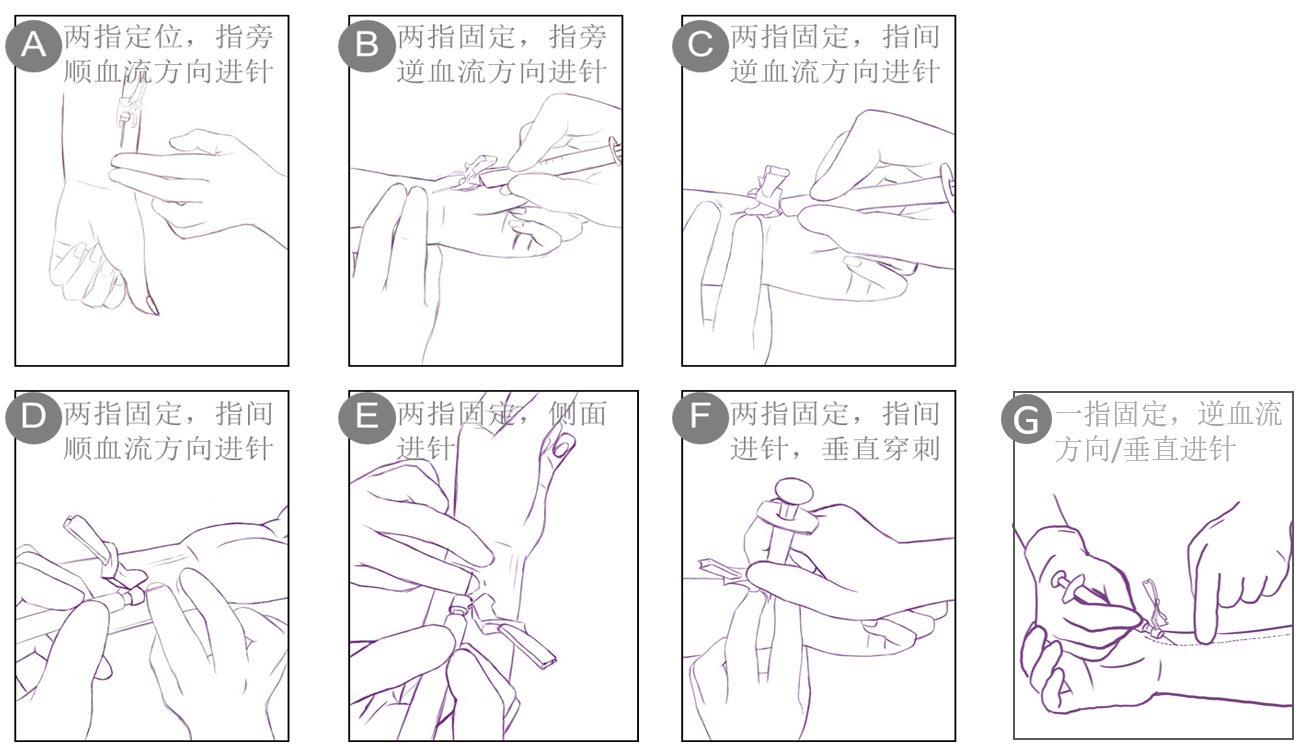 A
两指定位，指旁
顺血流方向进针
B
两指固定，指旁
逆血流方向进针
C
两指固定，指间
逆血流方向进针
D
两指固定，指间
顺血流方向进针
E
两指固定，侧面
进针
F
两指固定，指间
进针，垂直穿刺
G
一指固定，逆血流
方向/垂直进针